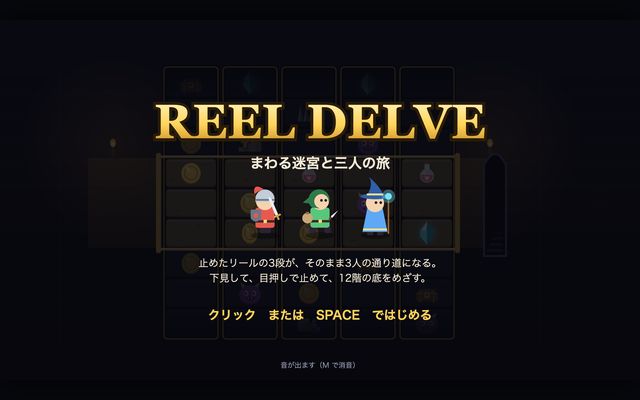 REEL DELVE
まわる迷宮と三人の旅
止めたリールの3段が、そのまま3人の通り道になる。
下見して、目押しで止めて、12階の底をめざす。
クリック または SPACE ではじめる
音が出ます（M で消音）